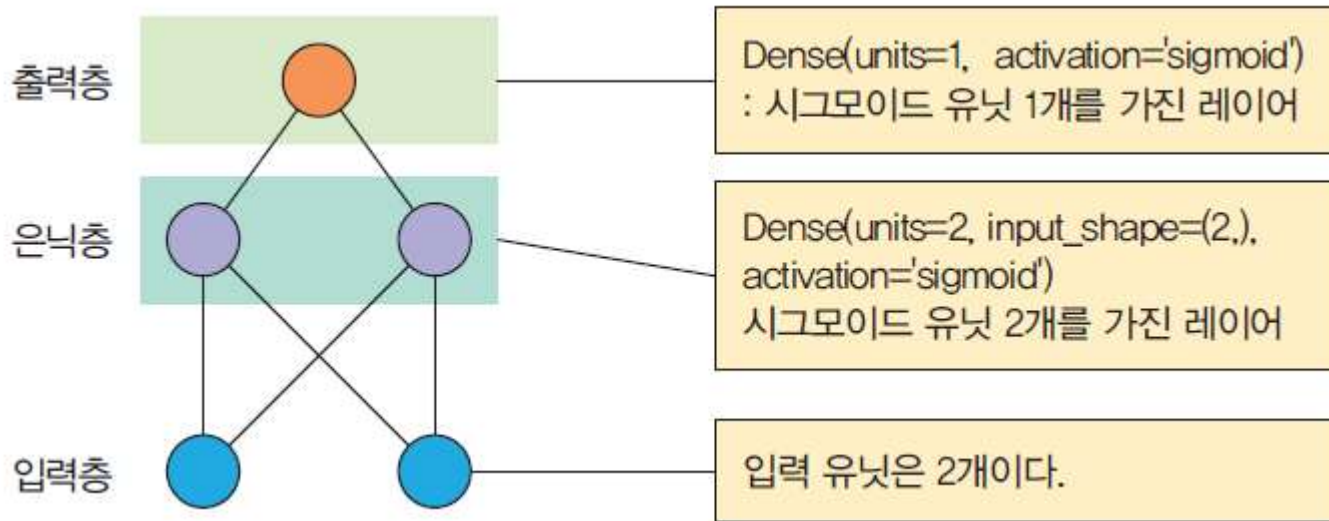 출력층
Dense(units=1, activation='sigmoid')
: 시그모이드 유닛 1개를 가진 레이어
은닉층
Dense(units=2, input_shape=(2,),
activation='sigmoid')
시그모이드 유닛 2개를 가진 레이어
입력층
입력 유닛은 2개이다.